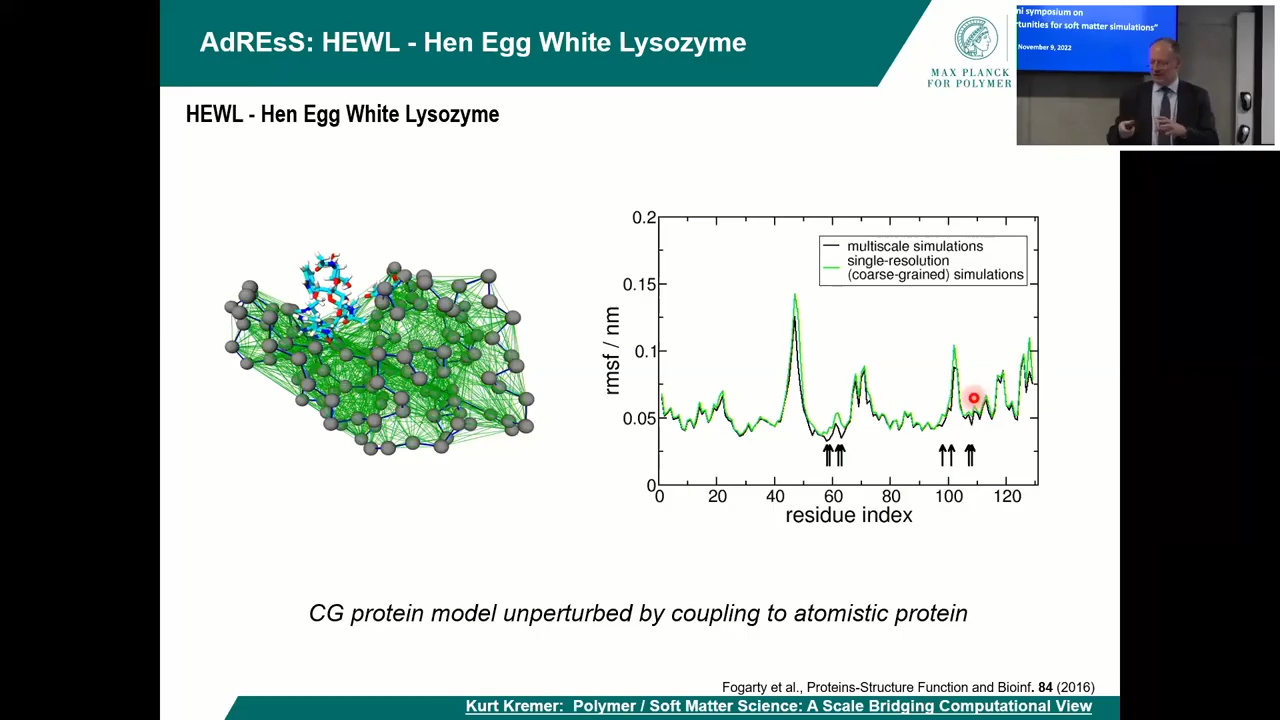 AdREsS: HEWL - Hen Egg White Lysozyme
MAX PLANCK
FOR POLYMER
ni symposium on
rtunities for soft matter simulations"
November 9, 2022
HEWL - Hen Egg White Lysozyme
0.2
0.15
0.1
0.05
0
rmsf / nm
multiscale simulations
single-resolution
(coarse-grained) simulations
0 20 40 60 80 100 120
residue index
CG protein model unperturbed by coupling to atomistic protein
Fogarty et al., Proteins-Structure Function and Bioinf. 84 (2016)
Kurt Kremer: Polymer / Soft Matter Science: A Scale Bridging Computational View